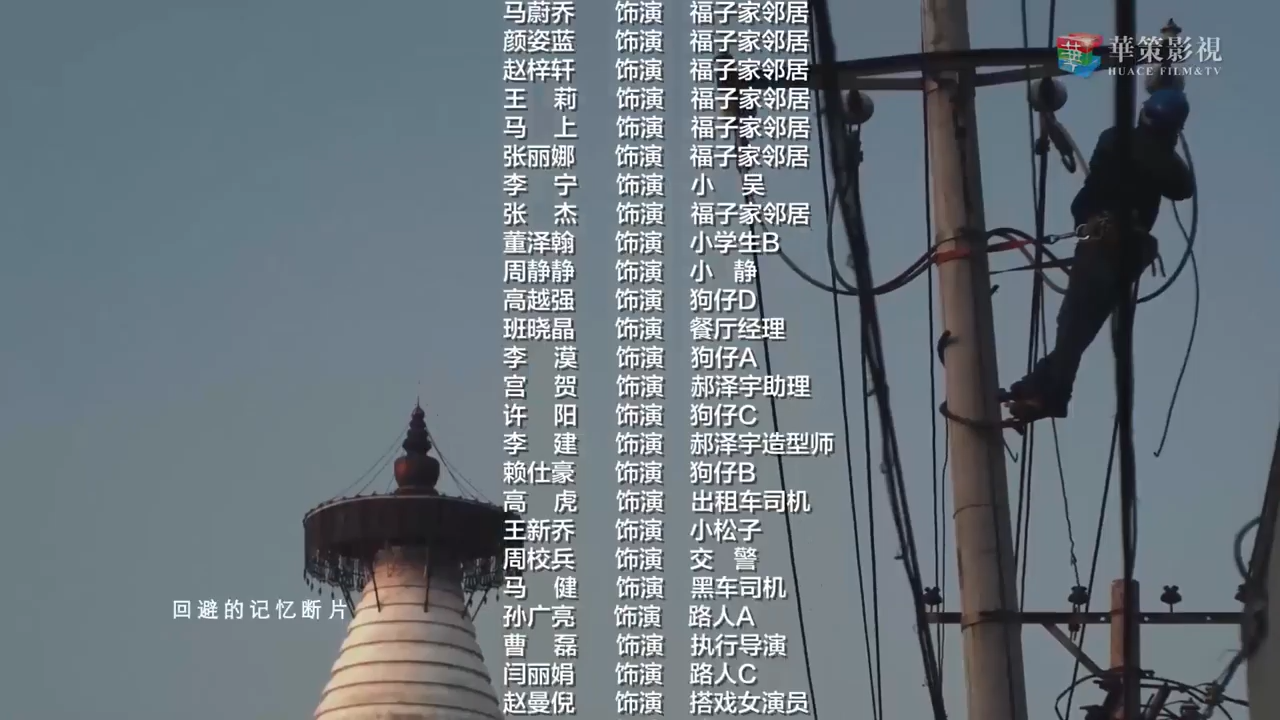 马蔚乔 饰演 福子家邻居
颜姿蓝 饰演 福子家邻居
赵梓轩 饰演 福子家邻居
王 莉 饰演 福子家邻居
马 上 饰演 福子家邻居
张丽娜 饰演 福子家邻居
李 宁 饰演 小 吴
张 杰 饰演 福子家邻居
董泽翰 饰演 小学生B
周静静 饰演 小 静
高越强 饰演 狗仔D
班晓晶 饰演 餐厅经理
李 漠 饰演 狗仔A
宫 贺 饰演 郝泽宇助理
许 阳 饰演 狗仔C
李 建 饰演 郝泽宇造型师
赖仕豪 饰演 狗仔B
高 虎 饰演 出租车司机
王新乔 饰演 小松子
周校兵 饰演 交 警
马 健 饰演 黑车司机
孙广亮 饰演 路人A
曹 磊 饰演 执行导演
闫丽娟 饰演 路人C
赵曼倪 饰演 搭戏女演员
回避的记忆断片
華策影視
HUACE FILM&TV